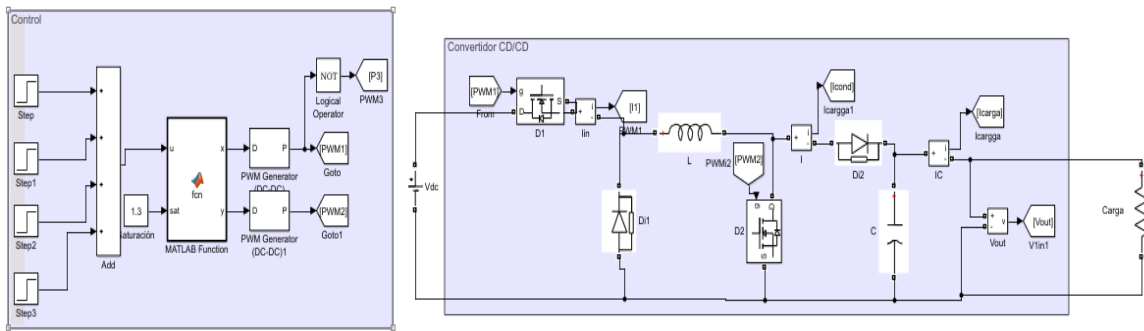 Control
Step
Step1
Step2
Step3
+
+
+
+
Add
1.3
saturación
u
sat
x
y
fcn
MATLAB Function
D
P
PWM Generator
(DC-DC)
D
P
PWM Generator
(DC-DC)1
NOT
Logical
Operator
[P3]
PWM3
[PWM1]
Goto
[PWM2]
Goto1
Convertidor CD/CD
Vdc
+
[PWM1]
From
g
D
S
D1
+
-
i
Iin
[I1]
PWM1
L
Di1
PWMi2
[PWM2]
g
D
S
D2
+
-
i
I
[Icond]
Icargga1
Di2
C
+
-
i
IC
[Icarga]
Icargga
+
-
v
Vout
[Vout]
V1in1
Carga
+